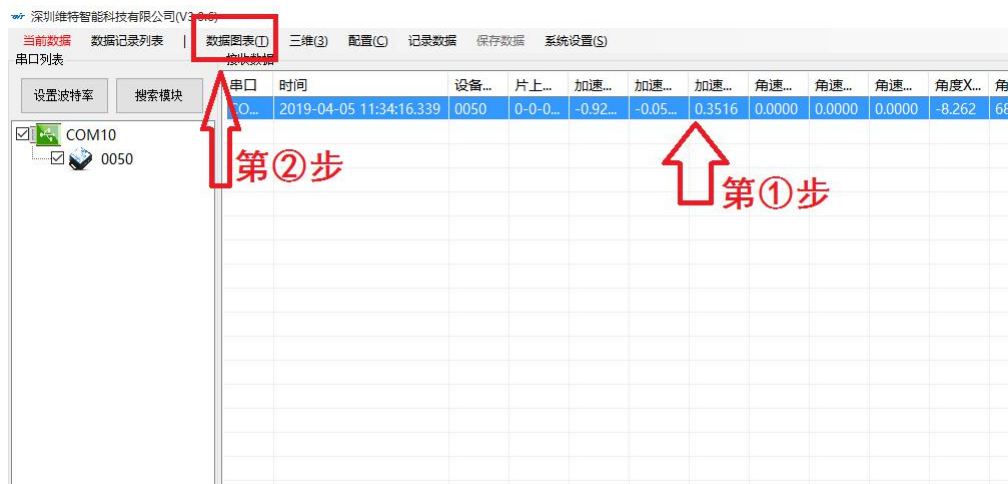 深圳维特智能科技有限公司(V3.8.6)
当前数据 数据记录列表 | 数据图表(T) 三维(3) 配置(C) 记录数据 保存数据 系统设置(S)
串口列表 接收数据
设置波特率 搜索模块
串口 时间 设备... 片上... 加速... 加速... 加速... 角速... 角速... 角速... 角度X... 角
CO... 2019-04-05 11:34:16.339 0050 0-0-0... -0.92... -0.05... 0.3516 0.0000 0.0000 0.0000 -8.262 68
COM10
0050
第②步
第①步